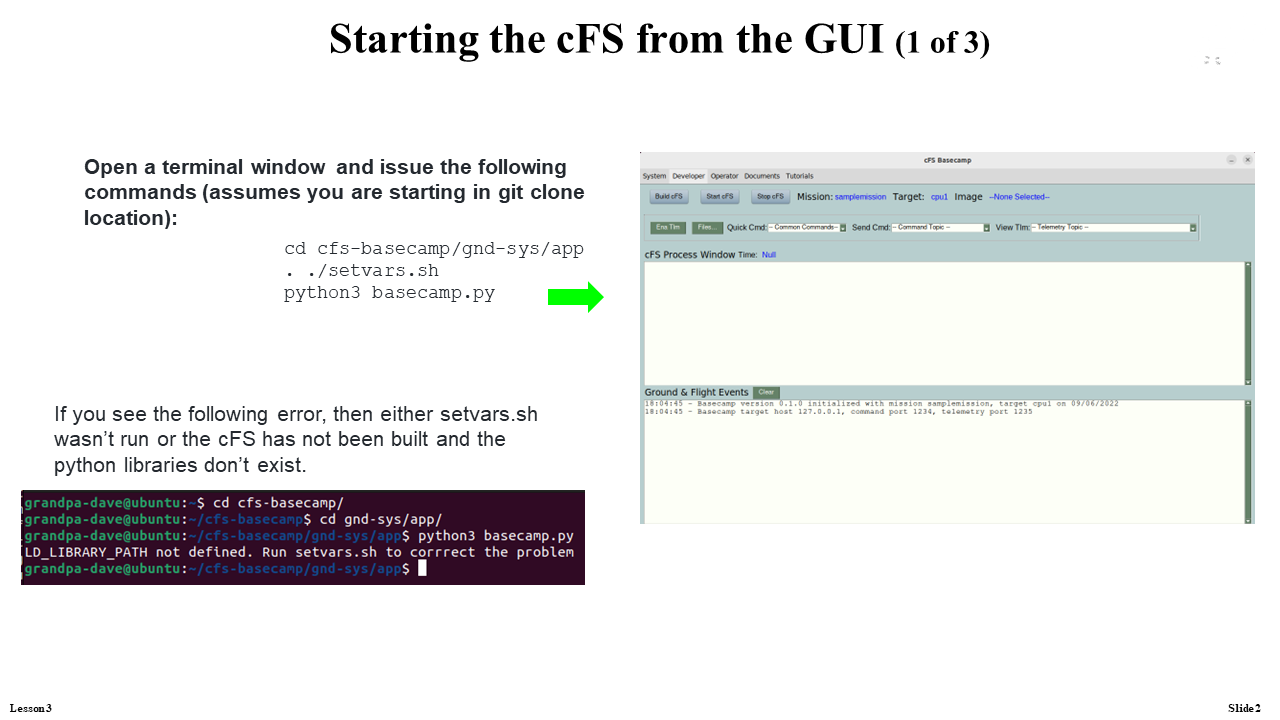 Starting the cFS from the GUI (1 of 3)
Open a terminal window and issue the following
commands (assumes you are starting in git clone
location):
cd cfs-basecamp/gnd-sys/app
. ./setvars.sh
python3 basecamp.py
If you see the following error, then either setvars.sh
wasn't run or the cFS has not been built and the
python libraries don't exist.
grandpa-dave@ubuntu:~$ cd cfs-basecamp/
grandpa-dave@ubuntu:~/cfs-basecamp$ cd gnd-sys/app/
grandpa-dave@ubuntu:~/cfs-basecamp/gnd-sys/app$ python3 basecamp.py
LD_LIBRARY_PATH not defined. Run setvars.sh to corrrect the problem
grandpa-dave@ubuntu:~/cfs-basecamp/gnd-sys/app$
cFS Basecamp
System Developer Operator Documents Tutorials
Build cFS Start cFS Stop cFS Mission: samplemission Target: cpu1 Image --None Selected--
Ena Tlm Files... Quick Cmd: -- Common Commands-- Send Cmd: -- Command Topic -- View Tlm: -- Telemetry Topic --
cFS Process Window Time: Null
Ground & Flight Events Clear
18:04:45 - Basecamp version 0.1.0 initialized with mission samplemission, target cpu1 on 09/06/2022
18:04:45 - Basecamp target host 127.0.0.1, command port 1234, telemetry port 1235
Lesson 3
Slide 2